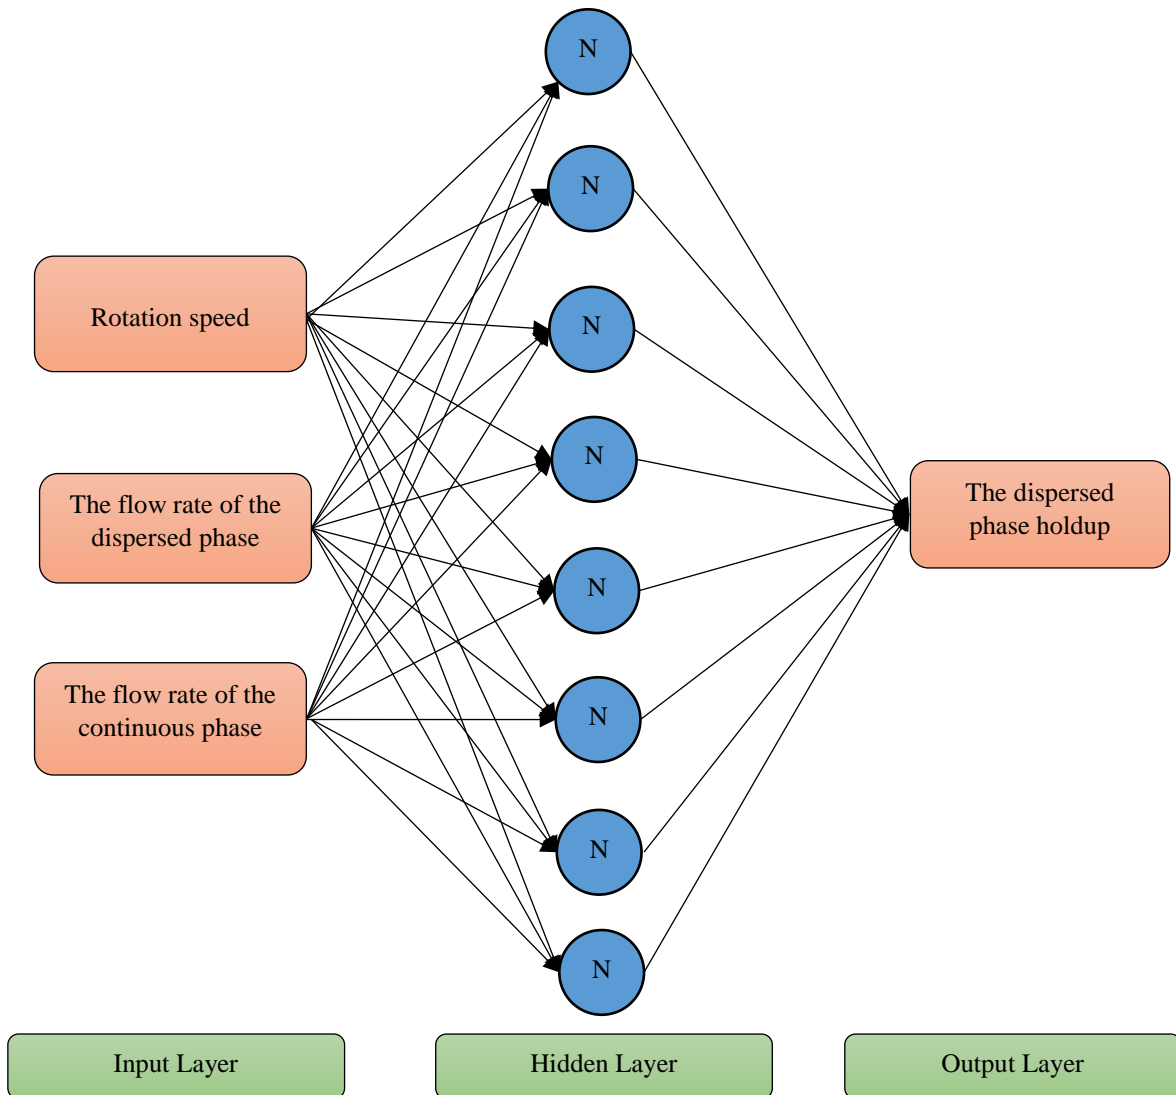 N
N
N
N
N
N
N
N
Rotation speed
The flow rate of the
dispersed phase
The flow rate of the
continuous phase
The dispersed
phase holdup
Input Layer
Hidden Layer
Output Layer